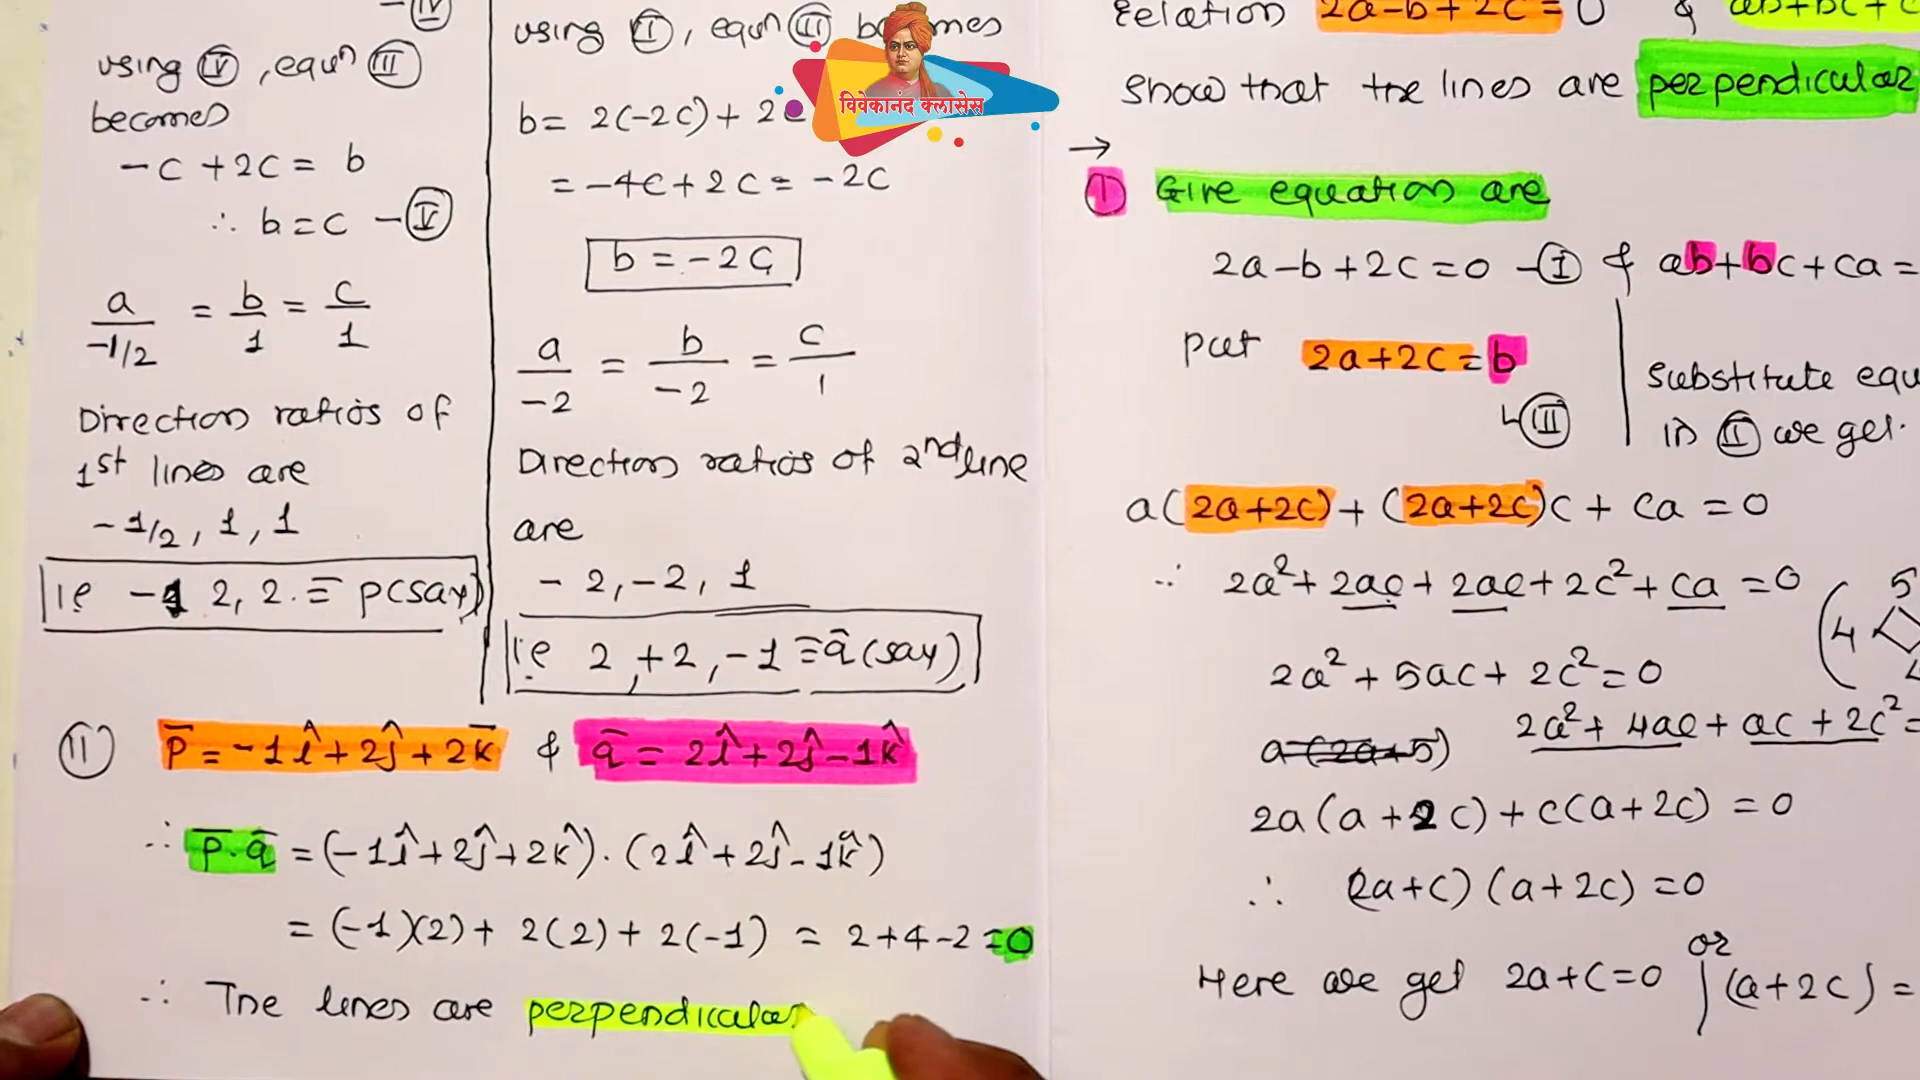 using (IV), equn (III)
becomes
-c + 2c = b
∴ b = c - (V)
a/-1/2 = b/1 = c/1
Direction ratios of
1st lines are
-1/2, 1, 1
i.e -1 2, 2. ≡ p(say)
using (I), equn (III) becomes
b = 2(-2c) + 2c
= -4c + 2c = -2c
b = -2c
a/-2 = b/-2 = c/1
Direction ratios of 2nd line
are
-2, -2, 1
i.e 2, +2, -1 ≡ q̄ (say)
(II) p̄ = -1î + 2ĵ + 2k̄ & q̄ = 2î + 2ĵ - 1k̂
∴ p̄.q̄ = (-1î + 2ĵ + 2k̂).(2î + 2ĵ - 1k̂)
= (-1)(2) + 2(2) + 2(-1) = 2+4-2=0
∴ The lines are perpendicular
विवेकानंद क्लासेस
relation 2a-b+2c=0 & ab+bc+c
show that the lines are perpendicular
→
(I) Give equation are
2a-b+2c=0 - (I) & ab+bc+ca=
put 2a+2c=b
(III)
Substitute equ
in (II) we get.
a(2a+2c) + (2a+2c)c + ca = 0
∴ 2a² + 2ac + 2ac + 2c² + ca = 0
2a² + 5ac + 2c² = 0
2a² + 4ac + ac + 2c² =
2a(a+2c) + c(a+2c) = 0
∴ (2a+c) (a+2c) = 0
or
Here we get 2a+c=0 | (a+2c) =